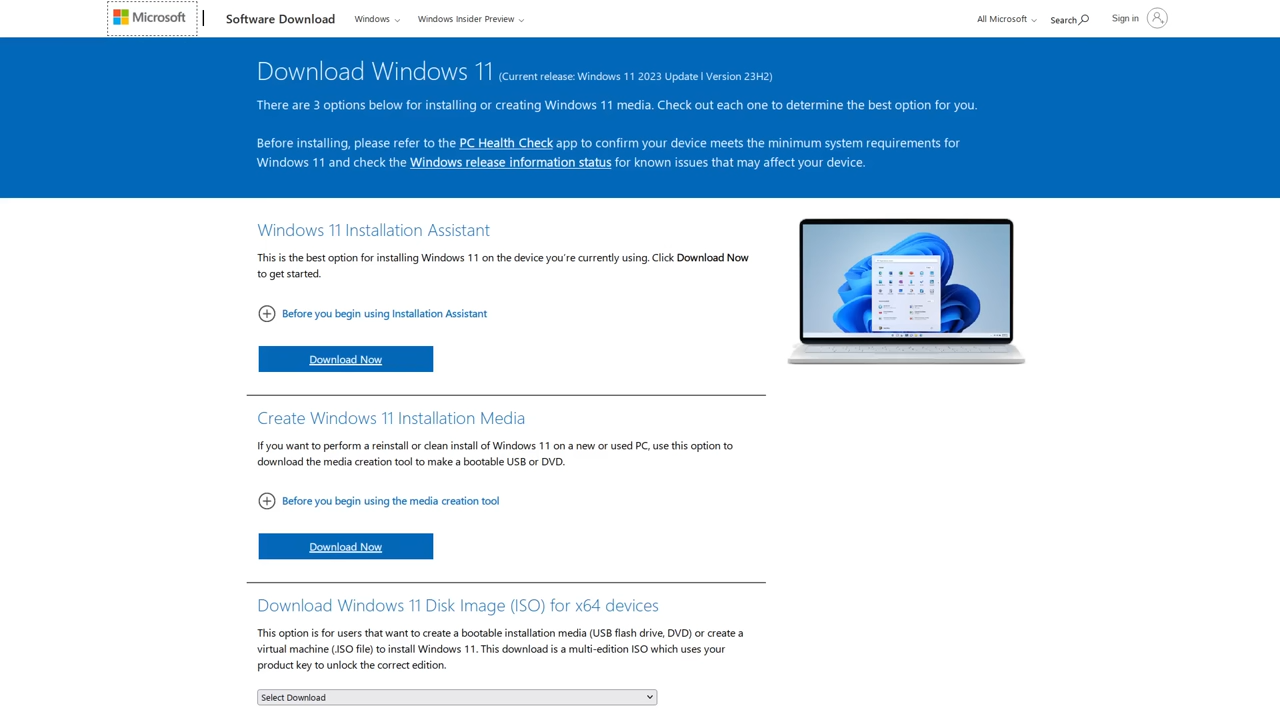 Microsoft
Software Download
Windows
Windows Insider Preview
All Microsoft
Search
Sign in
Download Windows 11 (Current release: Windows 11 2023 Update l Version 23H2)
There are 3 options below for installing or creating Windows 11 media. Check out each one to determine the best option for you.
Before installing, please refer to the PC Health Check app to confirm your device meets the minimum system requirements for
Windows 11 and check the Windows release information status for known issues that may affect your device.
Windows 11 Installation Assistant
This is the best option for installing Windows 11 on the device you're currently using. Click Download Now
to get started.
Before you begin using Installation Assistant
Download Now
Create Windows 11 Installation Media
If you want to perform a reinstall or clean install of Windows 11 on a new or used PC, use this option to
download the media creation tool to make a bootable USB or DVD.
Before you begin using the media creation tool
Download Now
Download Windows 11 Disk Image (ISO) for x64 devices
This option is for users that want to create a bootable installation media (USB flash drive, DVD) or create a
virtual machine (.ISO file) to install Windows 11. This download is a multi-edition ISO which uses your
product key to unlock the correct edition.
Select Download